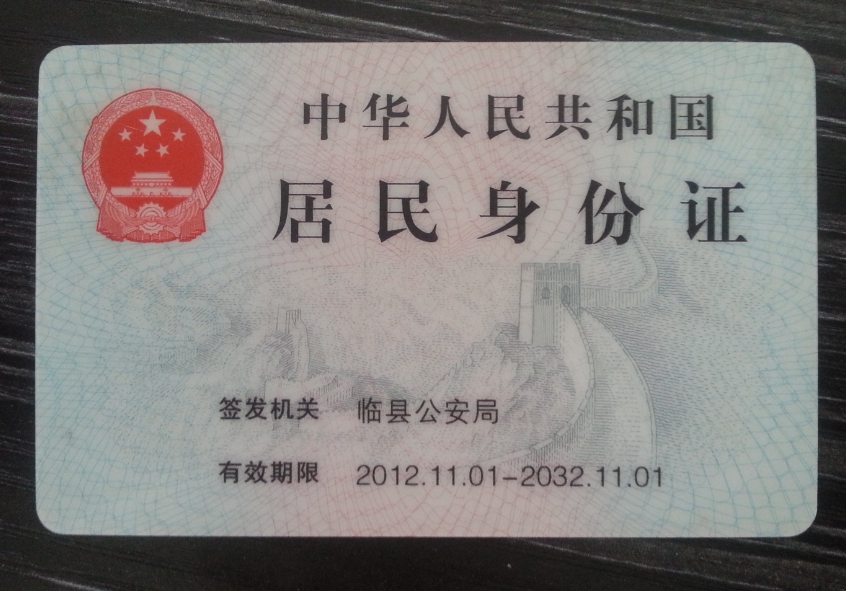 中华人民共和国
居民身份证
签发机关 临县公安局
有效期限 2012.11.01-2032.11.01